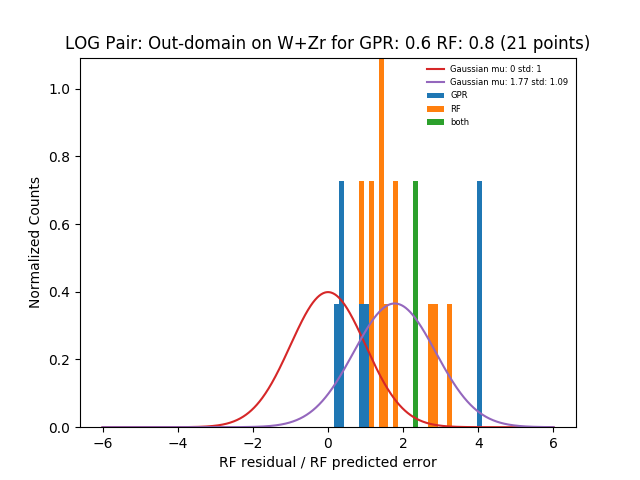 LOG Pair: Out-domain on W+Zr for GPR: 0.6 RF: 0.8 (21 points)
Gaussian mu: 0 std: 1
Gaussian mu: 1.77 std: 1.09
GPR
RF
both
Normalized Counts
1.0
0.8
0.6
0.4
0.2
0.0
−6 −4 −2 0 2 4 6
RF residual / RF predicted error